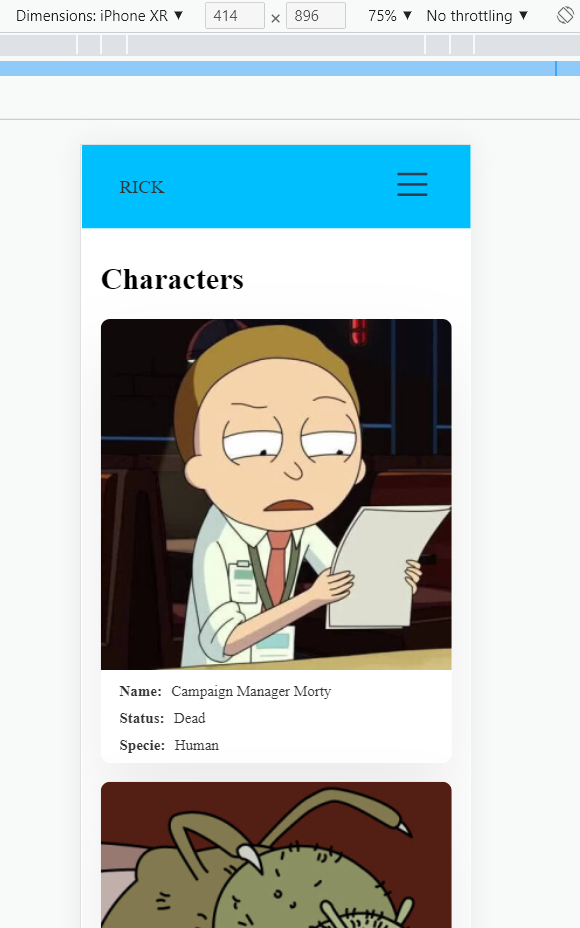 Dimensions: iPhone XR ▼ 414 × 896 75% ▼ No throttling ▼
RICK
Characters
Name: Campaign Manager Morty
Status: Dead
Specie: Human